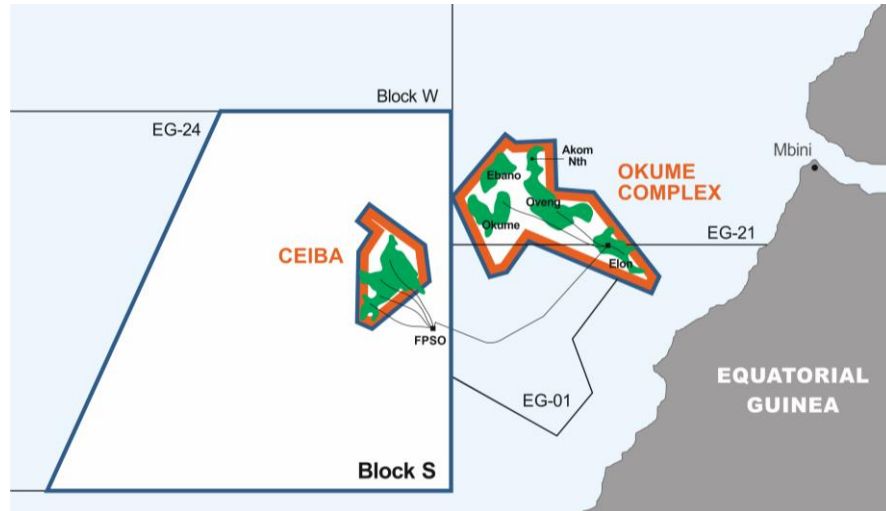 Block W
EG-24
Akom
Nth
Mbini
Ebano
OKUME
COMPLEX
Oveng
Okume
EG-21
CEIBA
Elon
FPSO
EQUATORIAL
GUINEA
EG-01
Block S